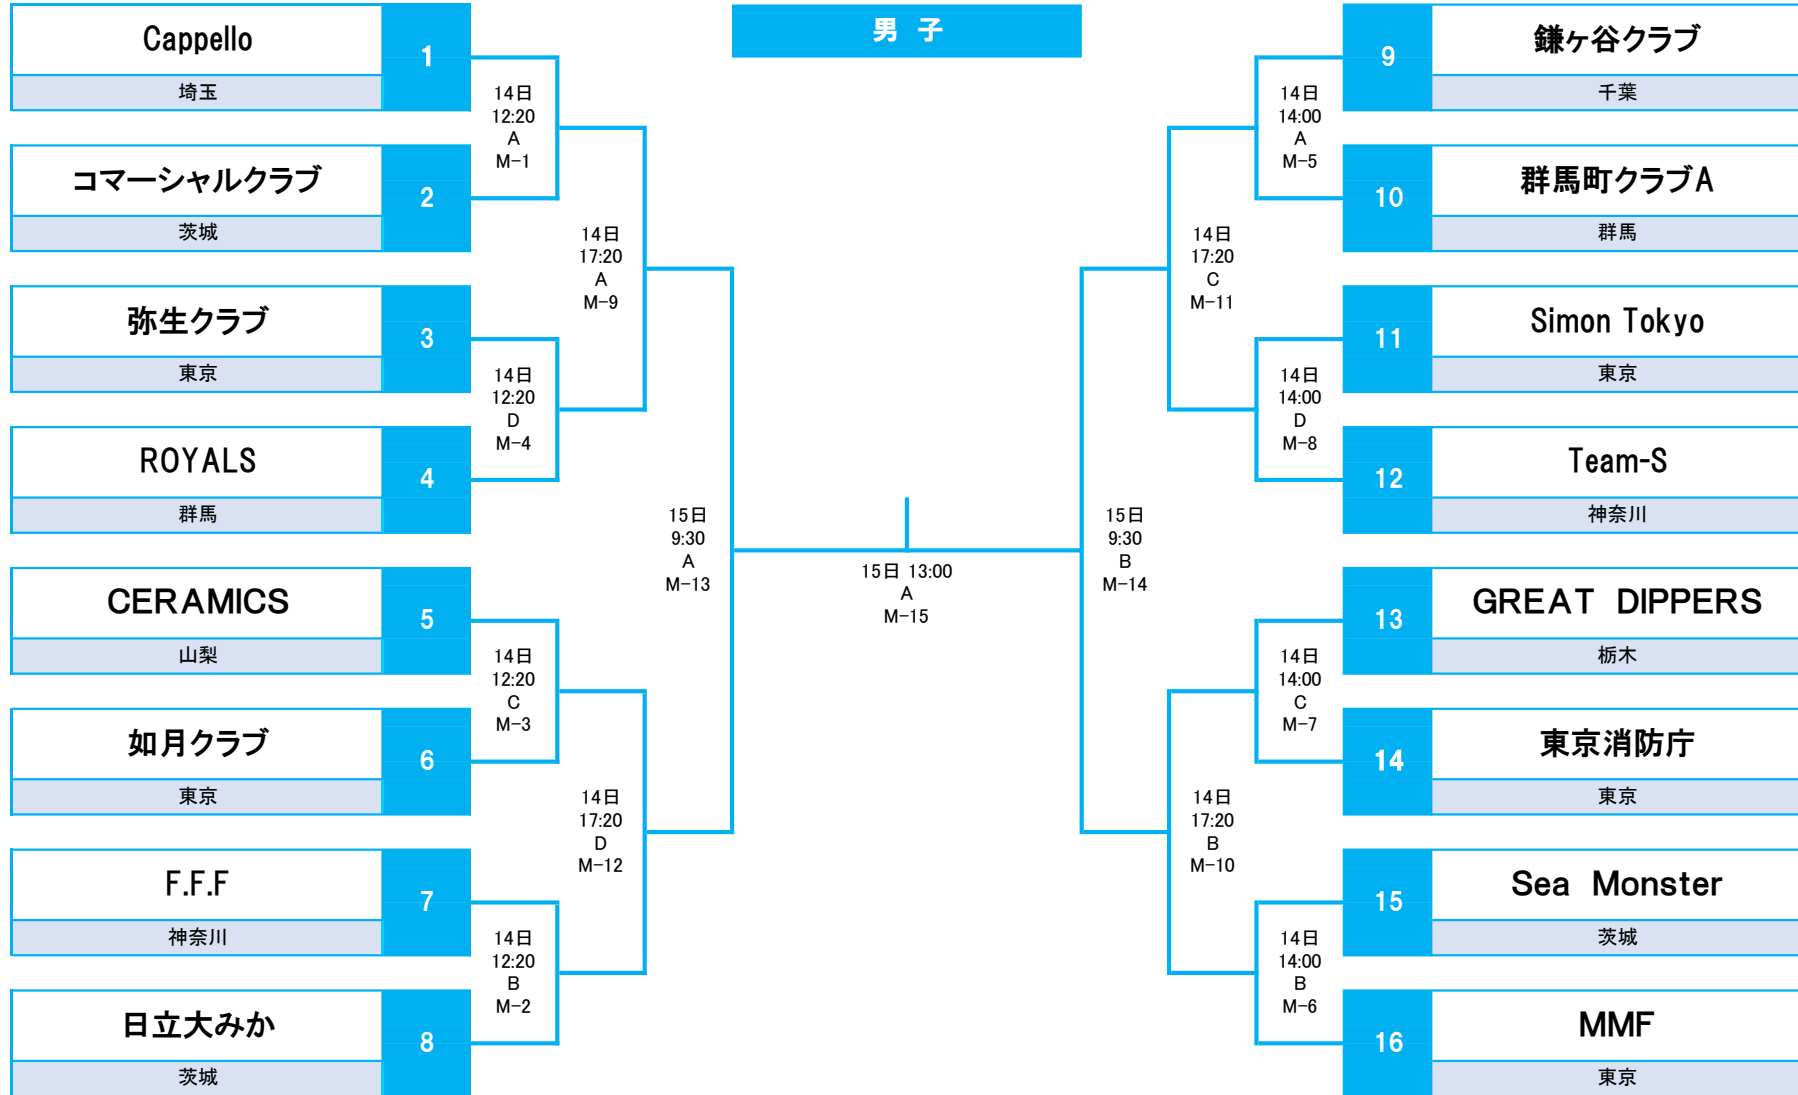 男 子
Cappello
1
埼玉
14日
12:20
A
M-1
コマーシャルクラブ
2
茨城
14日
17:20
A
M-9
弥生クラブ
3
東京
14日
12:20
D
M-4
ROYALS
4
群馬
15日
9:30
A
M-13
CERAMICS
5
山梨
14日
12:20
C
M-3
如月クラブ
6
東京
14日
17:20
D
M-12
F.F.F
7
神奈川
14日
12:20
B
M-2
日立大みか
8
茨城
15日 13:00
A
M-15
9
鎌ヶ谷クラブ
千葉
14日
14:00
A
M-5
10
群馬町クラブA
群馬
14日
17:20
C
M-11
11
Simon Tokyo
東京
14日
14:00
D
M-8
12
Team-S
神奈川
15日
9:30
B
M-14
13
GREAT DIPPERS
栃木
14日
14:00
C
M-7
14
東京消防庁
東京
14日
17:20
B
M-10
15
Sea Monster
茨城
14日
14:00
B
M-6
16
MMF
東京